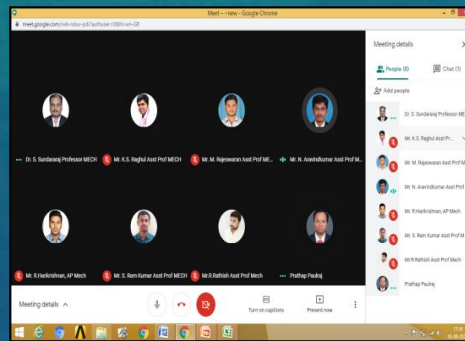 Meet - new - Google Chrome
Meeting details
People (8)
Chat (1)
Add people
Dr. S. Sundararaj Professor ME
Mr. K.S. Raghul Asst Pr...
Mr. M. Rajeswaran Asst Prof M
Mr. N. Aravindkumar Asst Prof
Mr. R.Harikrishnan, AP Mech
Mr. S. Ram Kumar Asst Prof M
Mr.R.Rathish Asst Prof Mech
Prathap Paulraj
Dr. S. Sundararaj Professor MECH
Mr. K.S. Raghul Asst Prof MECH
Mr. M. Rajeswaran Asst Prof ME...
Mr. N. Aravindkumar Asst Prof M...
Mr. R.Harikrishnan, AP Mech
Mr. S. Ram Kumar Asst Prof MECH
Mr.R.Rathish Asst Prof Mech
Prathap Paulraj
Meeting details
Turn on captions
Present now